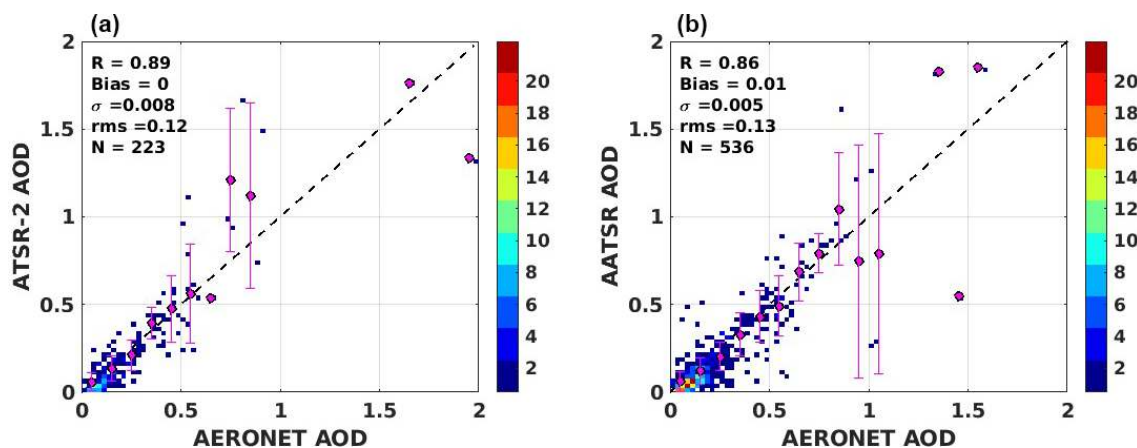 (a)
2
1.5
1
0.5
0
ATSR-2 AOD
R = 0.89
Bias = 0
σ =0.008
rms =0.12
N = 223
0
0.5
1
1.5
2
AERONET AOD
20
18
16
14
12
10
8
6
4
2
(b)
2
1.5
1
0.5
0
AATSR AOD
R = 0.86
Bias = 0.01
σ =0.005
rms =0.13
N = 536
0
0.5
1
1.5
2
AERONET AOD
20
18
16
14
12
10
8
6
4
2